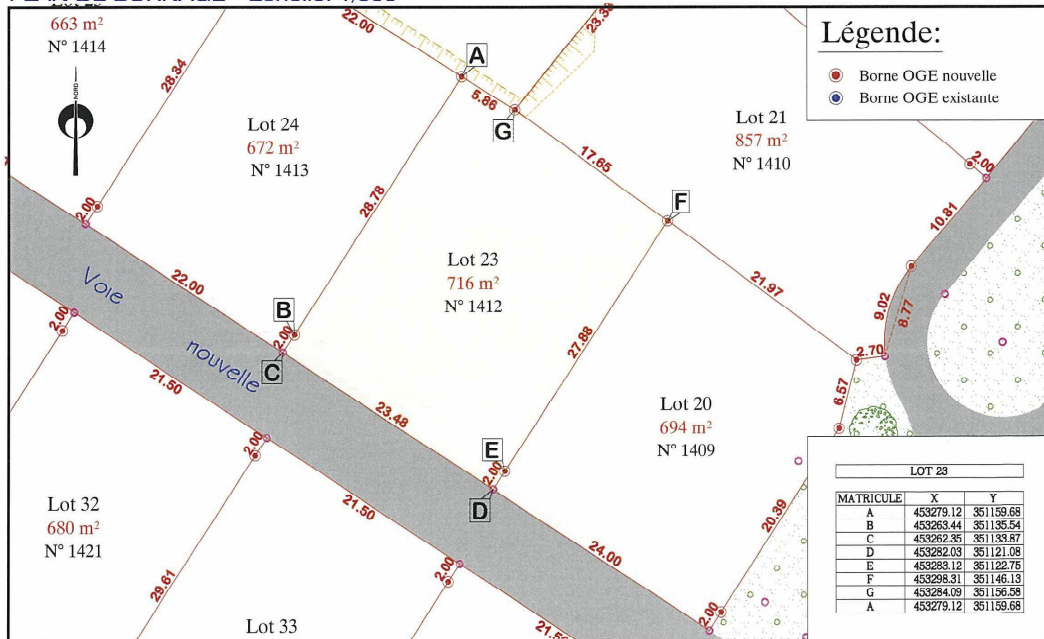 663 m²
N° 1414
NORD
28.34
22.00
A
5.86
G
23.30
Légende:
Borne OGE nouvelle
Borne OGE existante
Lot 24
672 m²
N° 1413
Lot 21
857 m²
N° 1410
2.00
28.78
17.65
F
10.81
2.00
Lot 23
716 m²
N° 1412
Voie
nouvelle
22.00
B
2.00
C
21.97
9.02
8.77
2.70
6.57
2.00
21.50
27.88
23.48
Lot 20
694 m²
N° 1409
2.00
E
2.00
D
Lot 32
680 m²
N° 1421
21.50
24.00
20.39
29.61
2.00
2.00
Lot 33
21.50
LOT 23
MATRICULE X Y
A 453279.12 351159.68
B 453263.44 351135.54
C 453262.35 351133.87
D 453282.03 351121.08
E 453283.12 351122.75
F 453298.31 351146.13
G 453284.09 351156.58
A 453279.12 351159.68